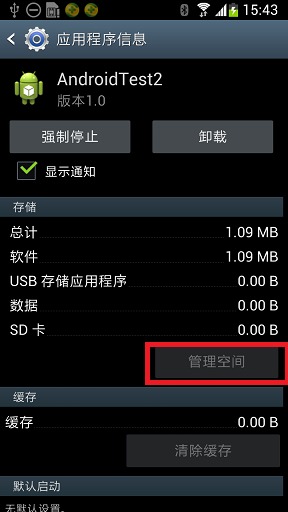 15:43
应用程序信息
AndroidTest2
版本1.0
强制停止
卸载
显示通知
存储
总计 1.09 MB
软件 1.09 MB
USB 存储应用程序 0.00 B
数据 0.00 B
SD 卡 0.00 B
管理空间
缓存
缓存 0.00 B
清除缓存
默认启动
无默认设置。